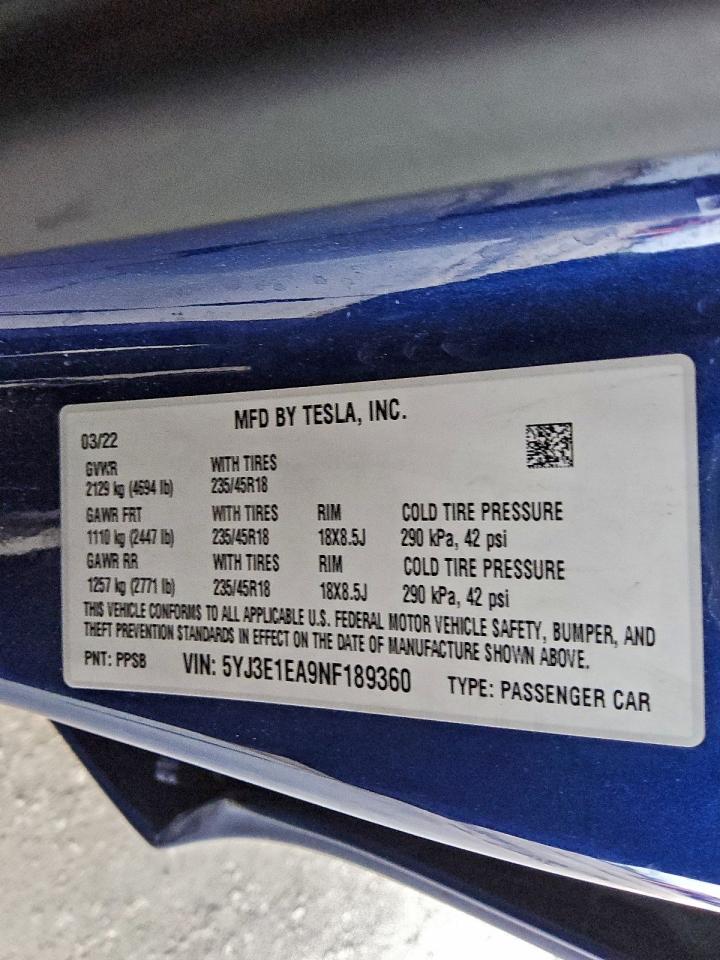 MFD BY TESLA, INC.
03/22
GVWR WITH TIRES
2129 kg (4694 lb) 235/45R18
GAWR FRT WITH TIRES RIM COLD TIRE PRESSURE
1110 kg (2447 lb) 235/45R18 18X8.5J 290 kPa, 42 psi
GAWR RR WITH TIRES RIM COLD TIRE PRESSURE
1257 kg (2771 lb) 235/45R18 18X8.5J 290 kPa, 42 psi
THIS VEHICLE CONFORMS TO ALL APPLICABLE U.S. FEDERAL MOTOR VEHICLE SAFETY, BUMPER, AND
THEFT PREVENTION STANDARDS IN EFFECT ON THE DATE OF MANUFACTURE SHOWN ABOVE.
PNT: PPSB VIN: 5YJ3E1EA9NF189360 TYPE: PASSENGER CAR